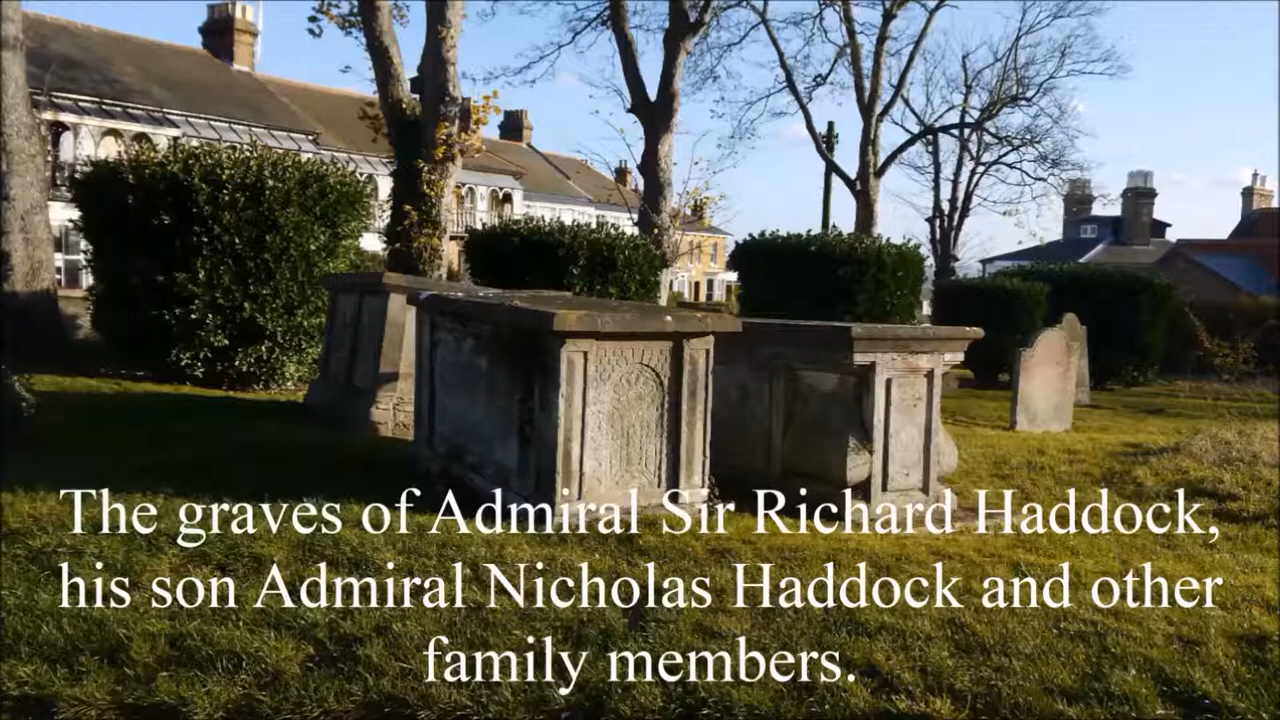 The graves of Admiral Sir Richard Haddock,
his son Admiral Nicholas Haddock and other
family members.